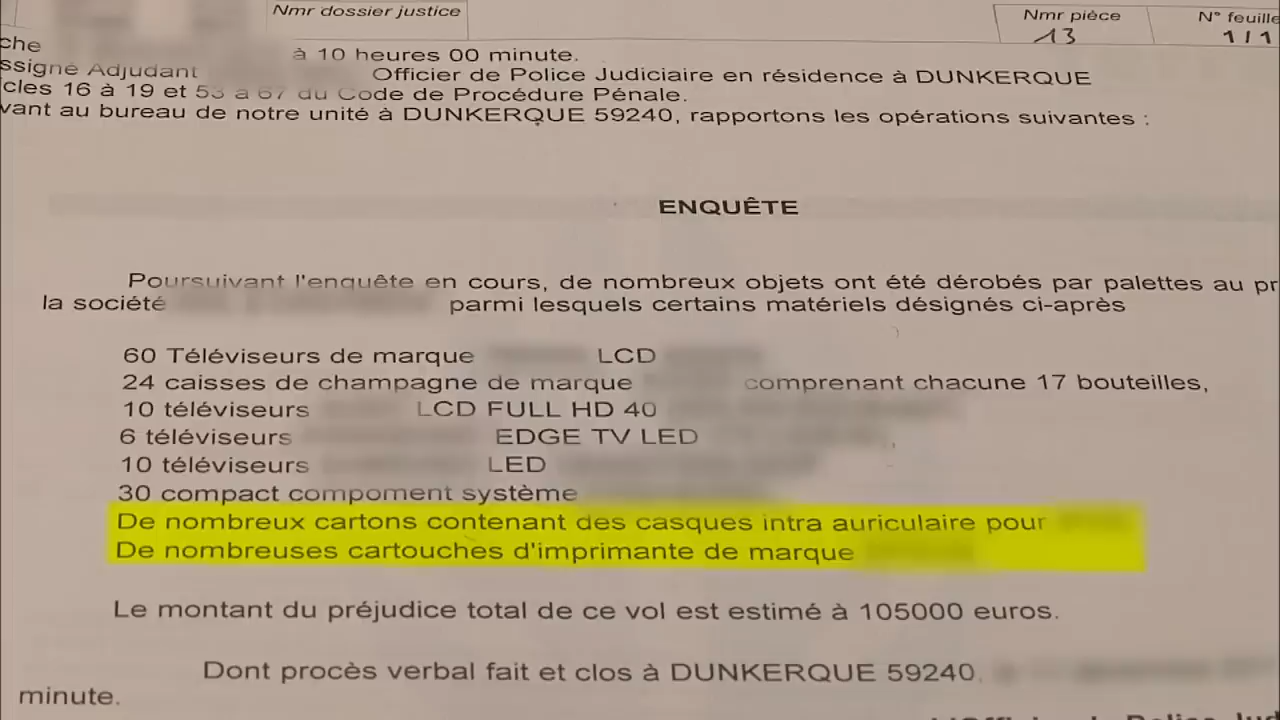 Nmr dossier justice
Nmr pièce
N° feuille
13
1/1
che
à 10 heures 00 minute.
ssigné Adjudant Officier de Police Judiciaire en résidence à DUNKERQUE
cles 16 à 19 et 53 à 67 du Code de Procédure Pénale.
vant au bureau de notre unité à DUNKERQUE 59240, rapportons les opérations suivantes :
ENQUÊTE
Poursuivant l'enquête en cours, de nombreux objets ont été dérobés par palettes au pr
la société parmi lesquels certains matériels désignés ci-après
60 Téléviseurs de marque LCD
24 caisses de champagne de marque comprenant chacune 17 bouteilles,
10 téléviseurs LCD FULL HD 40
6 téléviseurs EDGE TV LED
10 téléviseurs LED
30 compact compoment système
De nombreux cartons contenant des casques intra auriculaire pour
De nombreuses cartouches d'imprimante de marque
Le montant du préjudice total de ce vol est estimé à 105000 euros.
Dont procès verbal fait et clos à DUNKERQUE 59240,
minute.